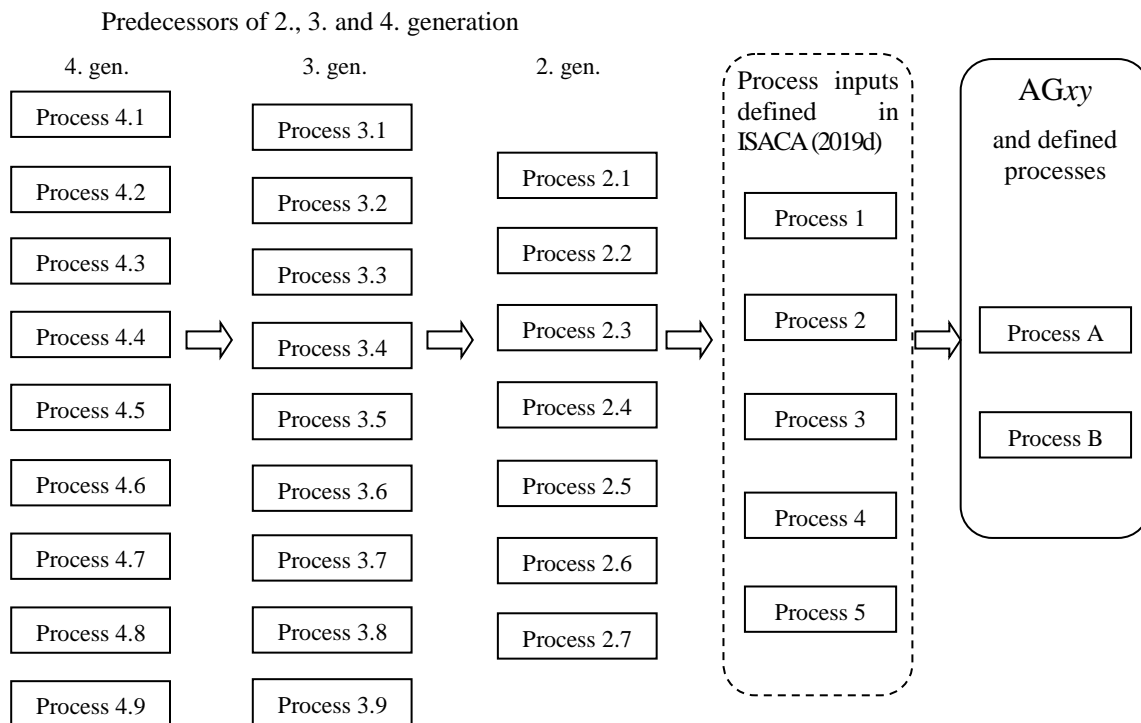 Predecessors of 2., 3. and 4. generation
4. gen.
Process 4.1
Process 4.2
Process 4.3
Process 4.4
Process 4.5
Process 4.6
Process 4.7
Process 4.8
Process 4.9
3. gen.
Process 3.1
Process 3.2
Process 3.3
Process 3.4
Process 3.5
Process 3.6
Process 3.7
Process 3.8
Process 3.9
2. gen.
Process 2.1
Process 2.2
Process 2.3
Process 2.4
Process 2.5
Process 2.6
Process 2.7
Process inputs
defined in
ISACA (2019d)
Process 1
Process 2
Process 3
Process 4
Process 5
AGxy
and defined
processes
Process A
Process B